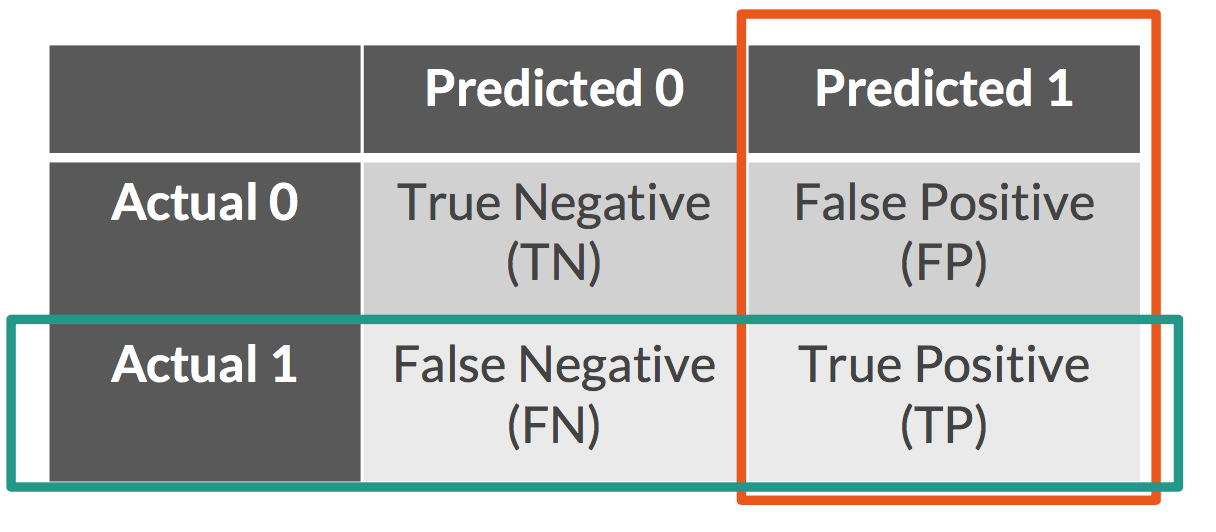 Predicted 0 Predicted 1
Actual 0 True Negative False Positive
(TN) (FP)
Actual 1 False Negative True Positive
(FN) (TP)